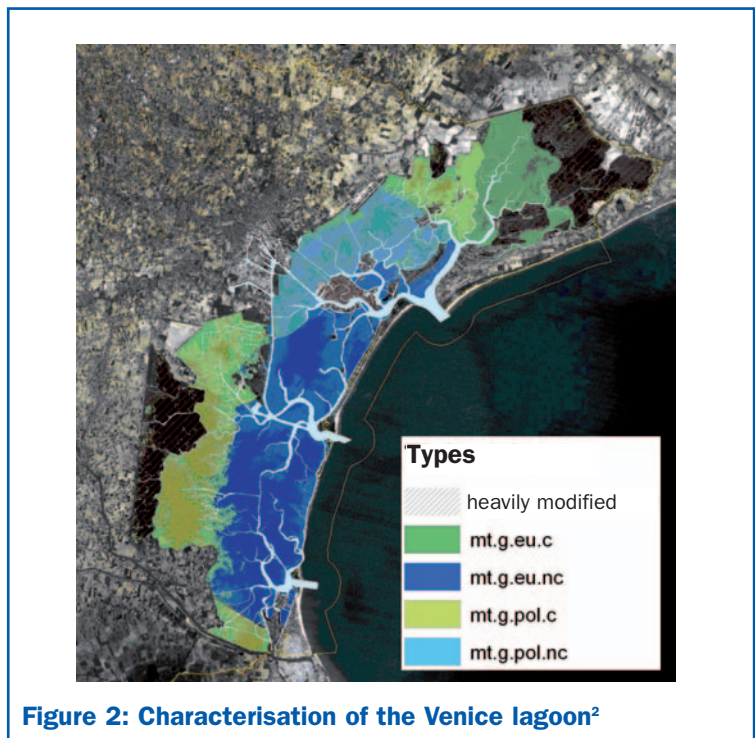 Types
heavily modified
mt.g.eu.c
mt.g.eu.nc
mt.g.pol.c
mt.g.pol.nc
Figure 2: Characterisation of the Venice lagoon²